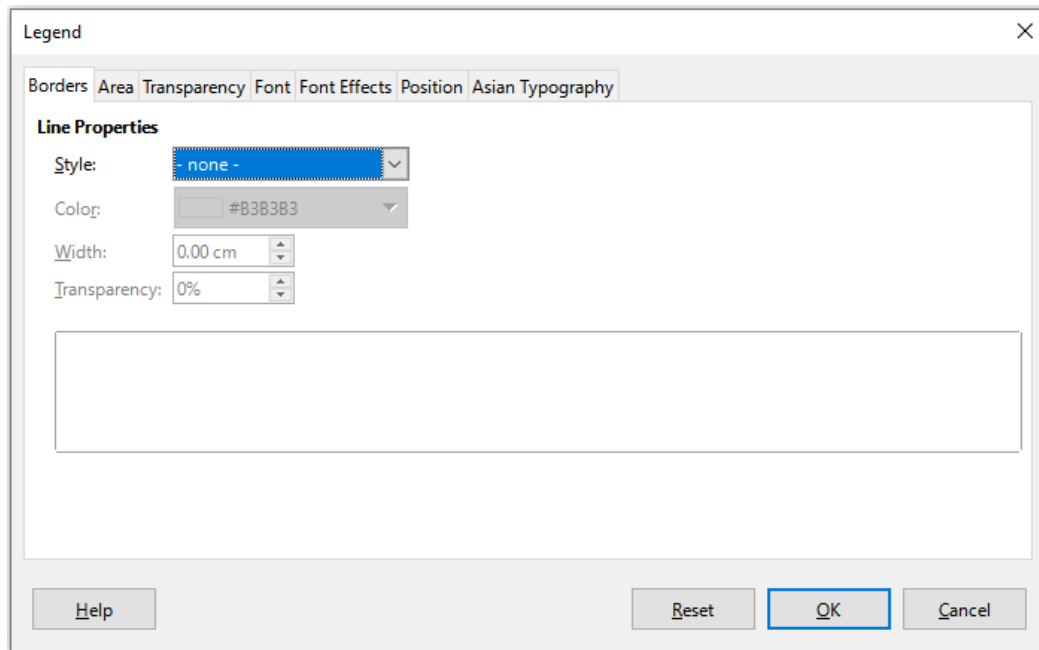 Legend
Borders Area Transparency Font Font Effects Position Asian Typography
Line Properties
Style: - none -
Color: #B3B3B3
Width: 0.00 cm
Transparency: 0%
Help Reset OK Cancel